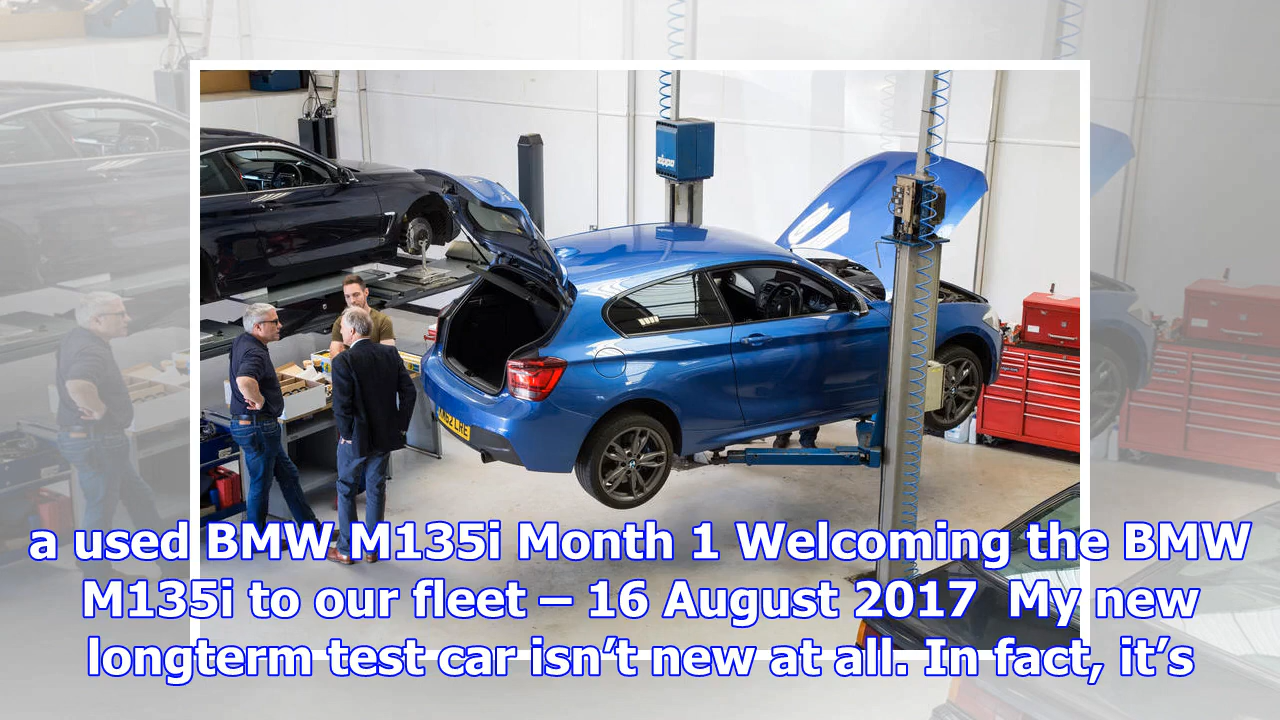 a used BMW M135i Month 1 Welcoming the BMW
M135i to our fleet – 16 August 2017 My new
longterm test car isn’t new at all. In fact, it’s